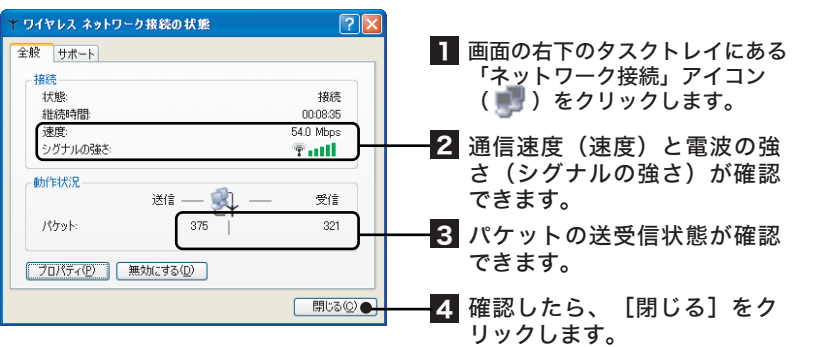 ワイヤレス ネットワーク接続の状態
全般 サポート
接続
状態: 接続
継続時間: 00:08:35
速度: 54.0 Mbps
シグナルの強さ:
動作状況
送信 受信
パケット: 375 321
プロパティ(P) 無効にする(D)
閉じる(C)
1 画面の右下のタスクトレイにある
「ネットワーク接続」アイコン
( )をクリックします。
2 通信速度（速度）と電波の強
さ（シグナルの強さ）が確認
できます。
3 パケットの送受信状態が確認
できます。
4 確認したら、［閉じる］をク
リックします。